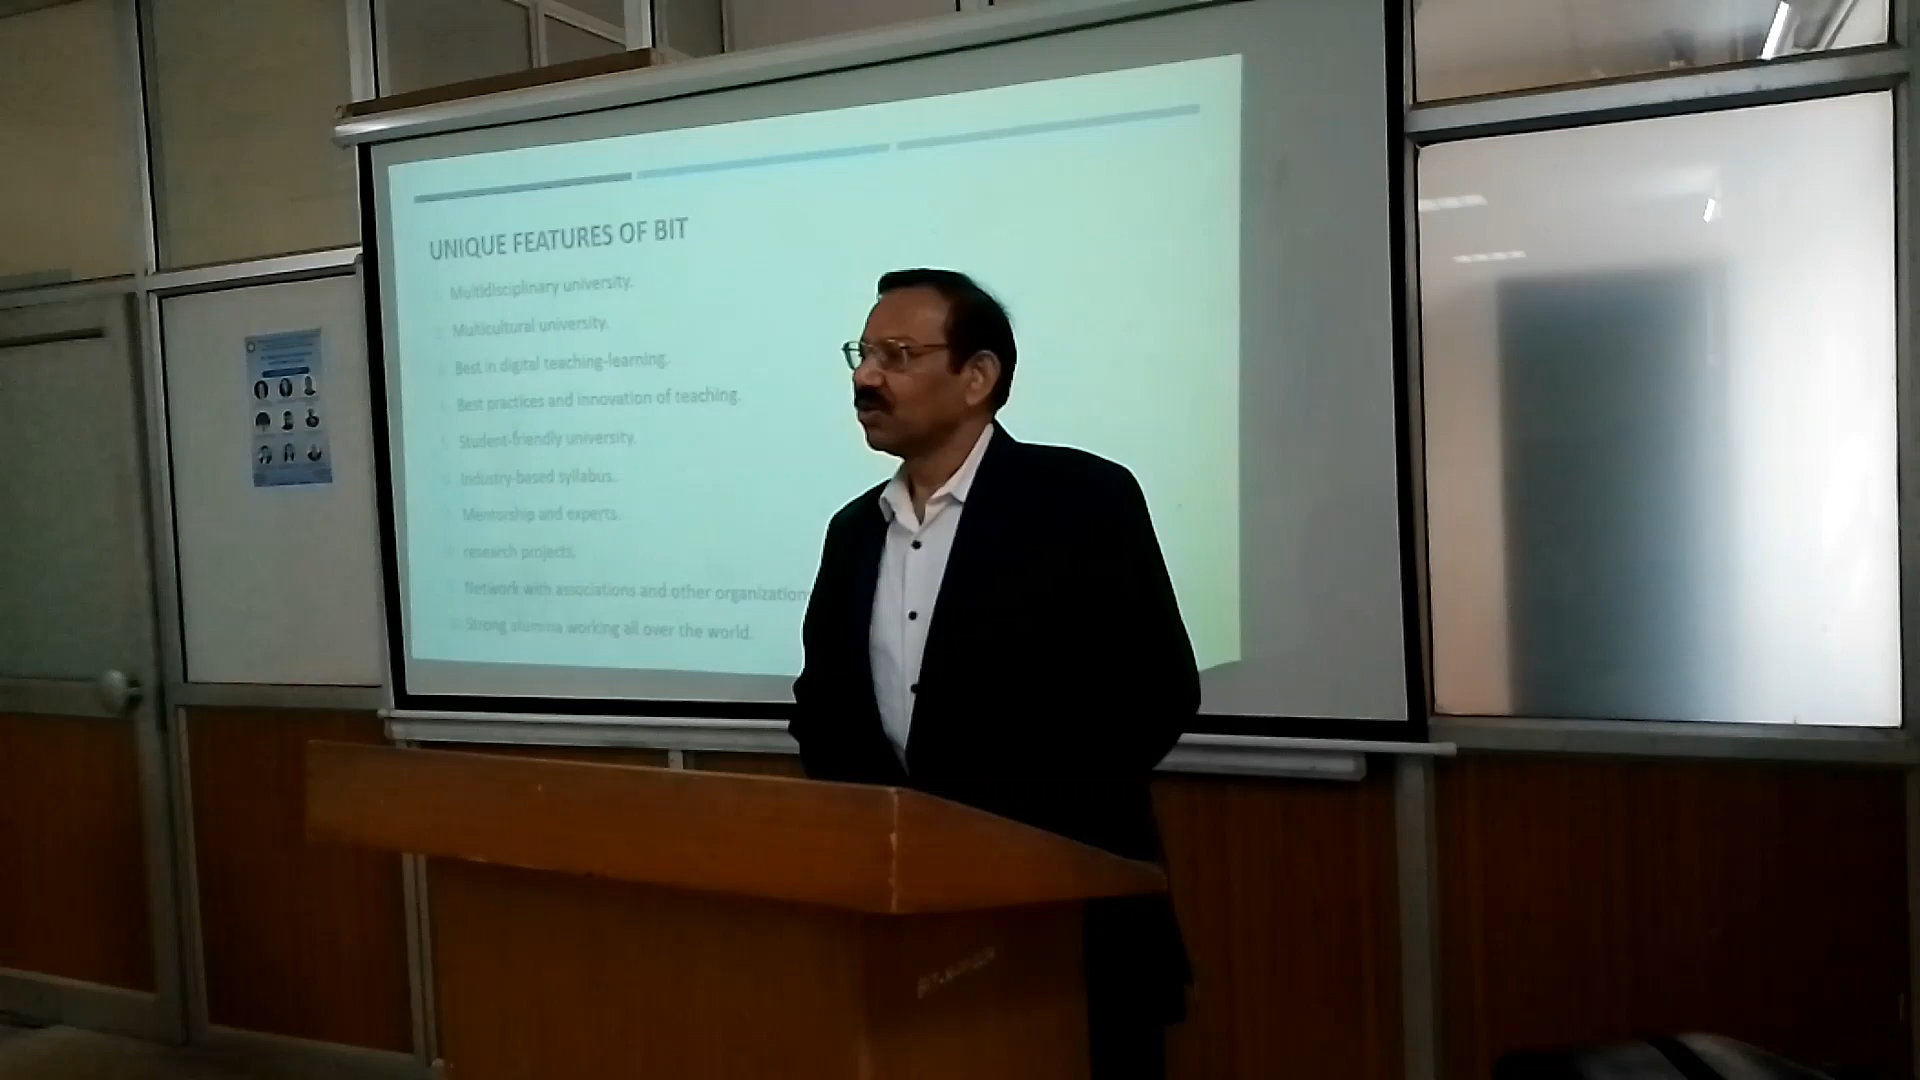 UNIQUE FEATURES OF BIT
Multidisciplinary university.
Multicultural university.
Best in digital teaching-learning.
Best practices and innovation of teaching.
Student-friendly university.
Industry-based syllabus.
Mentorship and experts.
research projects.
Network with associations and other organization
Strong alumina working all over the world.